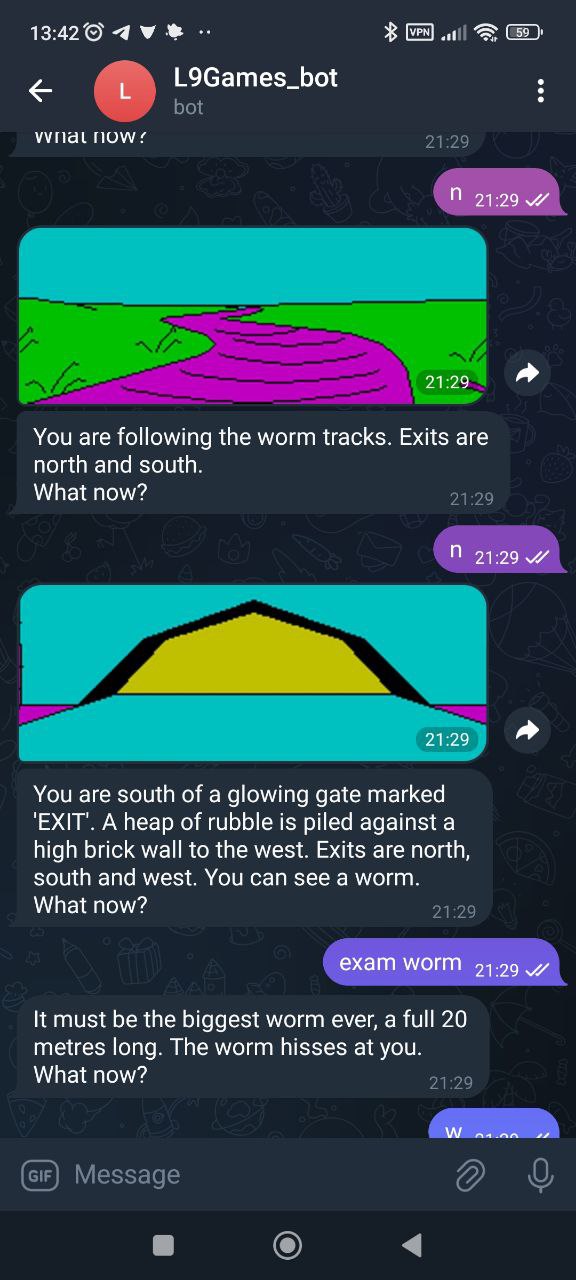 13:42
VPN
59
L
L9Games_bot
bot
What now?
21:29
n 21:29
21:29
You are following the worm tracks. Exits are
north and south.
What now?
21:29
n 21:29
21:29
You are south of a glowing gate marked
'EXIT'. A heap of rubble is piled against a
high brick wall to the west. Exits are north,
south and west. You can see a worm.
What now?
21:29
exam worm 21:29
It must be the biggest worm ever, a full 20
metres long. The worm hisses at you.
What now?
21:29
w 21:29
GIF Message